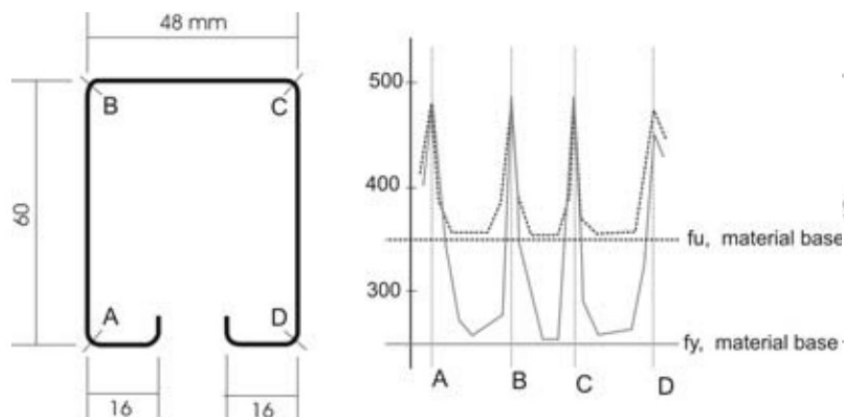 48 mm
B
C
60
A
D
16
16
500
400
300
fu, material base
fy, material base
A
B
C
D